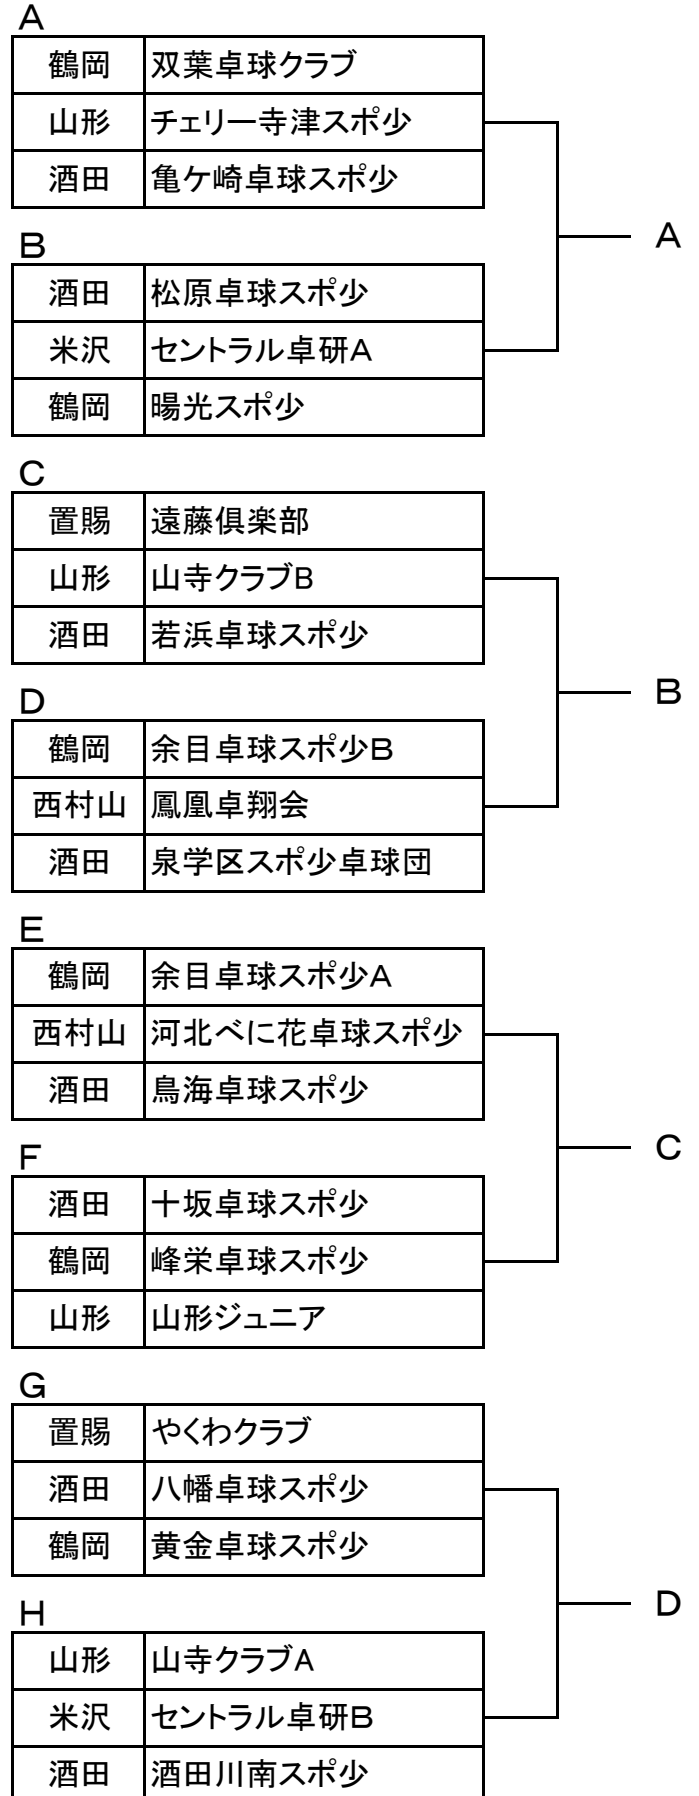 A
鶴岡 双葉卓球クラブ
山形 チェリー寺津スポ少
酒田 亀ケ崎卓球スポ少
A
B
酒田 松原卓球スポ少
米沢 セントラル卓研A
鶴岡 暘光スポ少
C
置賜 遠藤倶楽部
山形 山寺クラブB
酒田 若浜卓球スポ少
B
D
鶴岡 余目卓球スポ少B
西村山 鳳凰卓翔会
酒田 泉学区スポ少卓球団
E
鶴岡 余目卓球スポ少A
西村山 河北べに花卓球スポ少
酒田 鳥海卓球スポ少
C
F
酒田 十坂卓球スポ少
鶴岡 峰栄卓球スポ少
山形 山形ジュニア
G
置賜 やくわクラブ
酒田 八幡卓球スポ少
鶴岡 黄金卓球スポ少
D
H
山形 山寺クラブA
米沢 セントラル卓研B
酒田 酒田川南スポ少